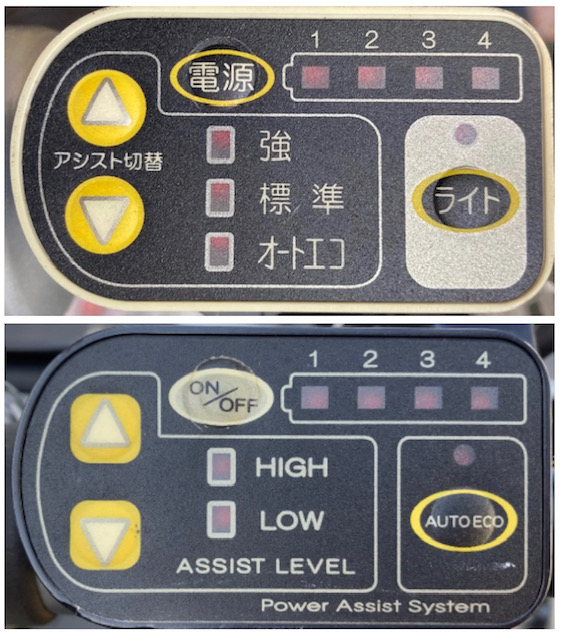 1 2 3 4
電源
アシスト切替
強
標準
オートエコ
ライト
1 2 3 4
ON/OFF
HIGH
LOW
AUTO ECO
ASSIST LEVEL
Power Assist System